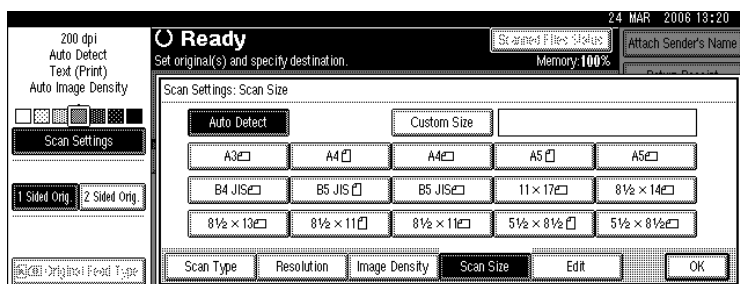 24 MAR 2006 13:20
200 dpi
Auto Detect
Text (Print)
Auto Image Density
Scan Settings
1 Sided Orig.
2 Sided Orig.
Original Feed Type
Ready
Set original(s) and specify destination.
Scanned Files Status
Memory:100%
Attach Sender's Name
Return Receipt
Scan Settings: Scan Size
Auto Detect
Custom Size
A3
A4
A4
A5
A5
B4 JIS
B5 JIS
B5 JIS
11×17
8½×14
8½×13
8½×11
8½×11
5½×8½
5½×8½
Scan Type
Resolution
Image Density
Scan Size
Edit
OK